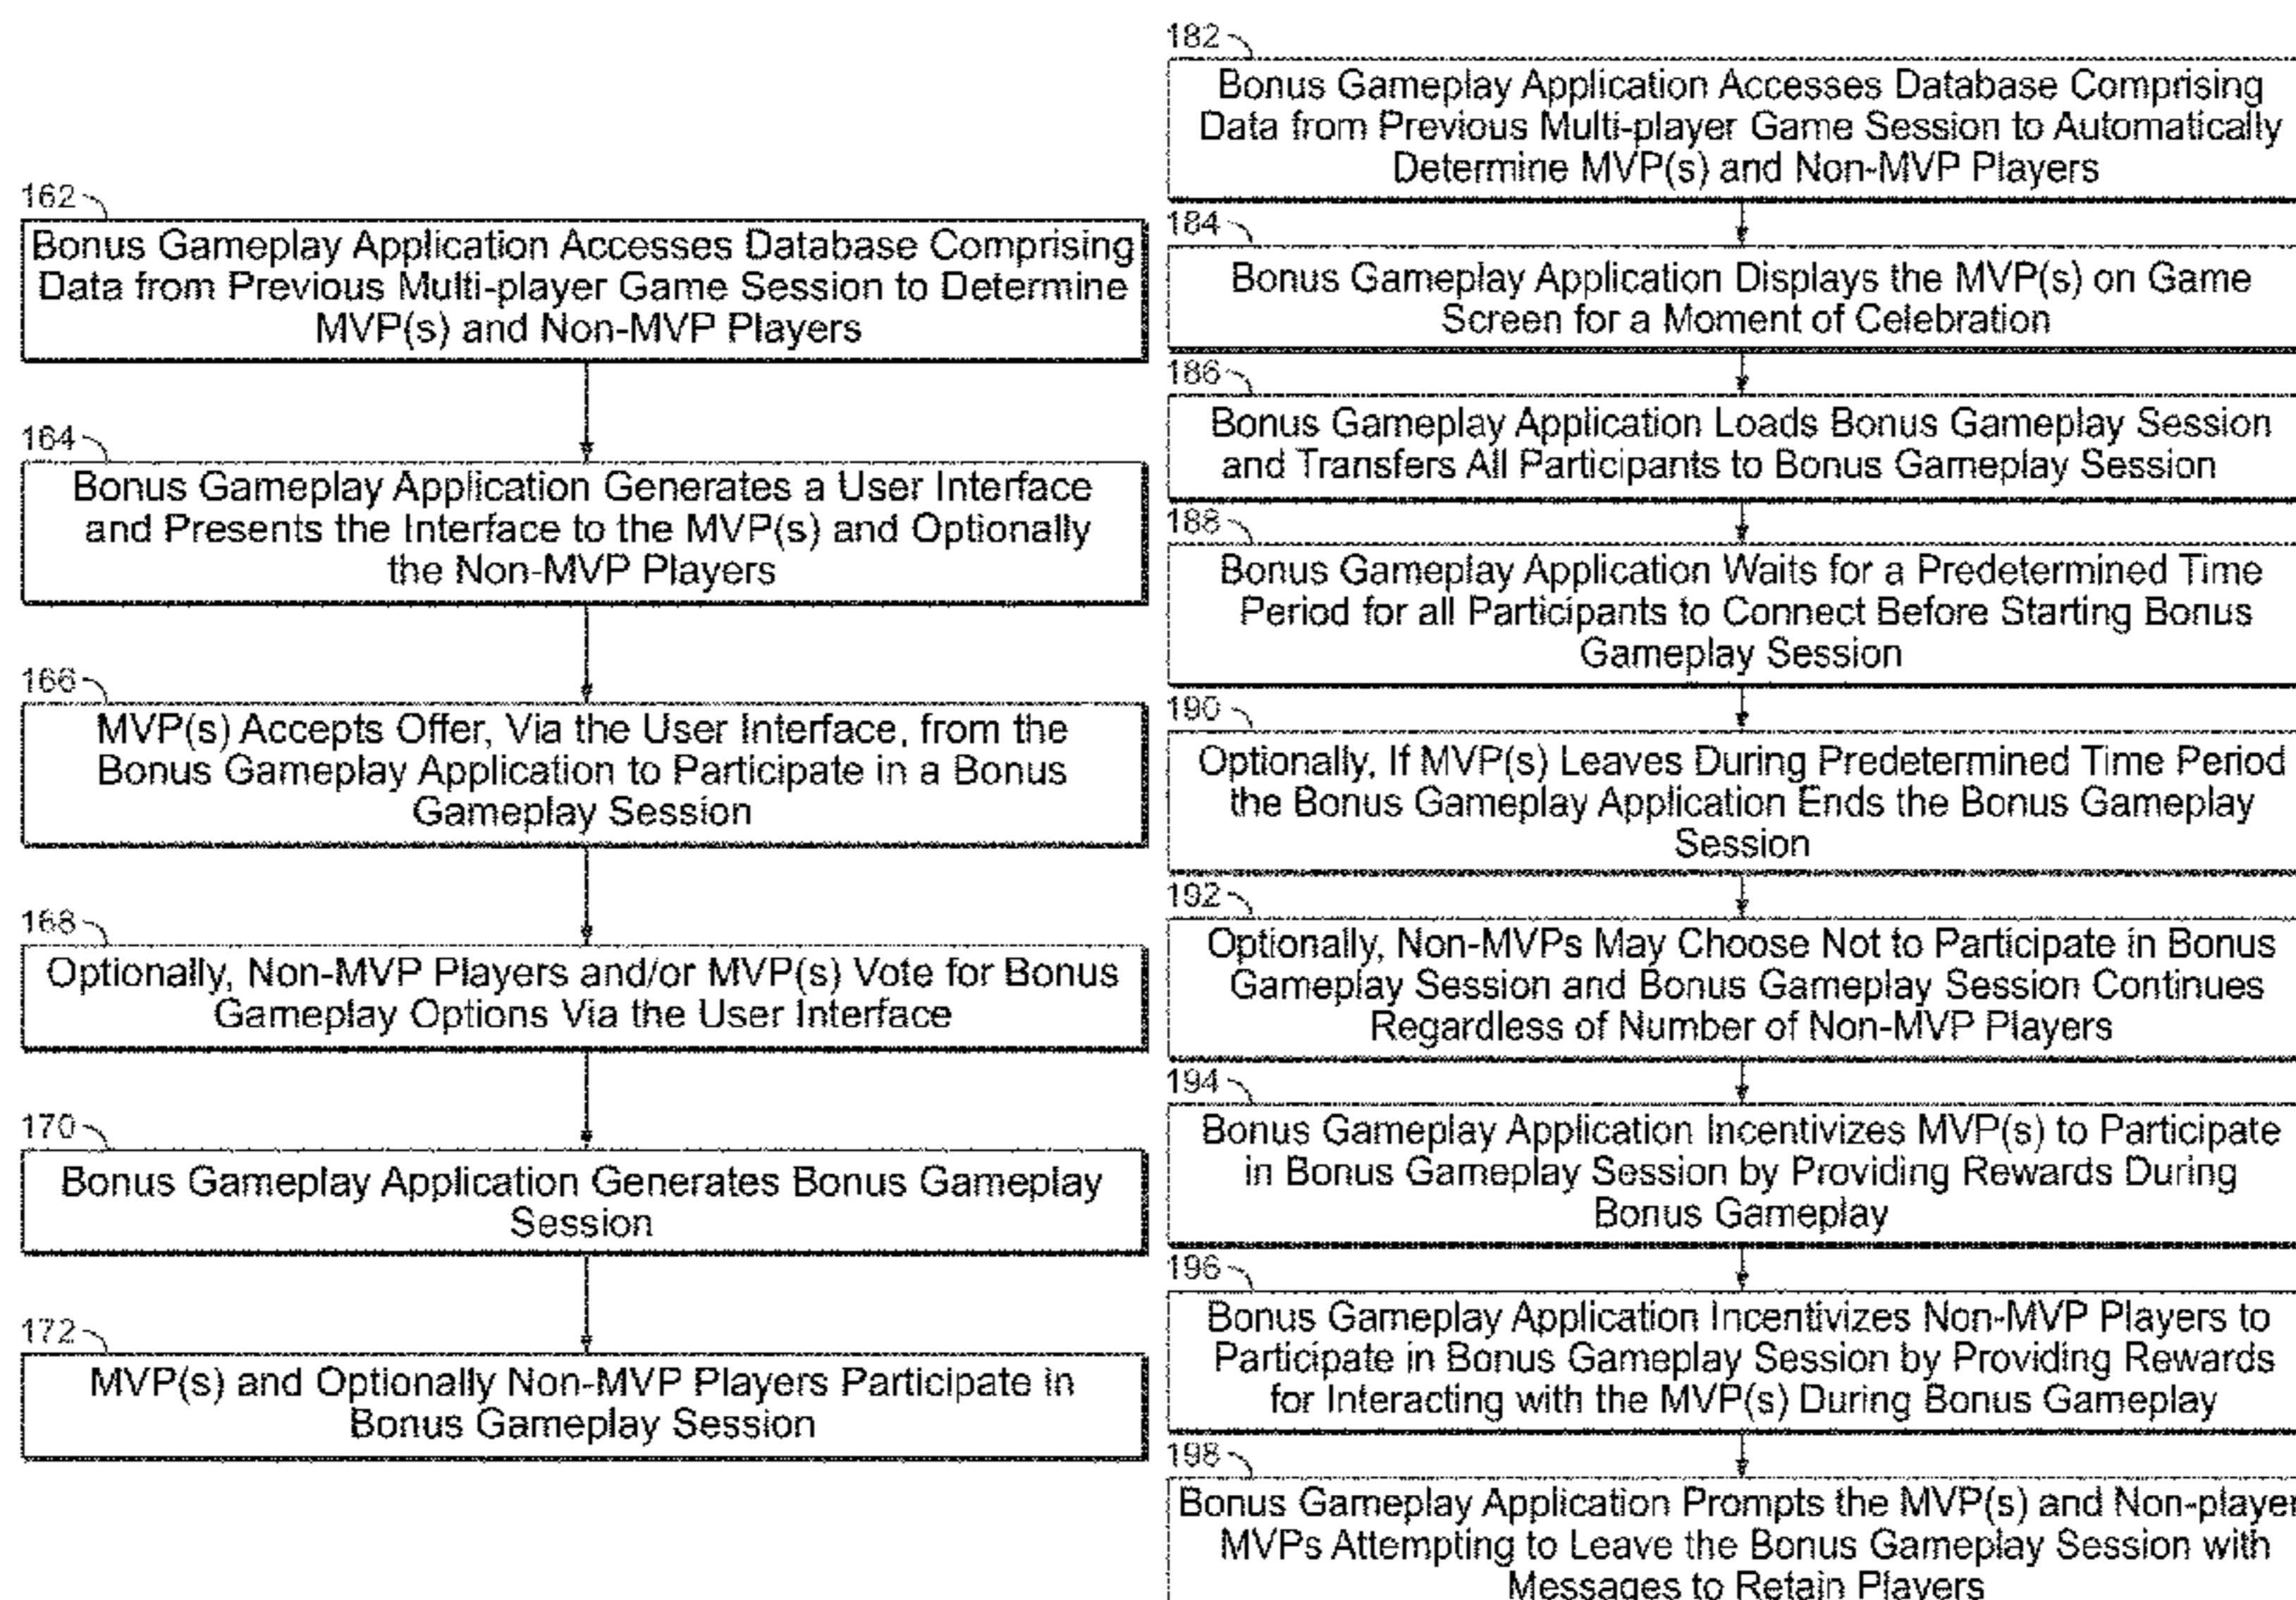 162
Bonus Gameplay Application Accesses Database Comprising
Data from Previous Multi-player Game Session to Determine
MVP(s) and Non-MVP Players
164
Bonus Gameplay Application Generates a User Interface
and Presents the Interface to the MVP(s) and Optionally
the Non-MVP Players
166
MVP(s) Accepts Offer, Via the User Interface, from the
Bonus Gameplay Application to Participate in a Bonus
Gameplay Session
168
Optionally, Non-MVP Players and/or MVP(s) Vote for Bonus
Gameplay Options Via the User Interface
170
Bonus Gameplay Application Generates Bonus Gameplay
Session
172
MVP(s) and Optionally Non-MVP Players Participate in
Bonus Gameplay Session
182
Bonus Gameplay Application Accesses Database Comprising
Data from Previous Multi-player Game Session to Automatically
Determine MVP(s) and Non-MVP Players
184
Bonus Gameplay Application Displays the MVP(s) on Game
Screen for a Moment of Celebration
186
Bonus Gameplay Application Loads Bonus Gameplay Session
and Transfers All Participants to Bonus Gameplay Session
188
Bonus Gameplay Application Waits for a Predetermined Time
Period for all Participants to Connect Before Starting Bonus
Gameplay Session
190
Optionally, If MVP(s) Leaves During Predetermined Time Period
the Bonus Gameplay Application Ends the Bonus Gameplay
Session
192
Optionally, Non-MVPs May Choose Not to Participate in Bonus
Gameplay Session and Bonus Gameplay Session Continues
Regardless of Number of Non-MVP Players
194
Bonus Gameplay Application Incentivizes MVP(s) to Participate
in Bonus Gameplay Session by Providing Rewards During
Bonus Gameplay
196
Bonus Gameplay Application Incentivizes Non-MVP Players to
Participate in Bonus Gameplay Session by Providing Rewards
for Interacting with the MVP(s) During Bonus Gameplay
198
Bonus Gameplay Application Prompts the MVP(s) and Non-player
MVPs Attempting to Leave the Bonus Gameplay Session with
Messages to Retain Players